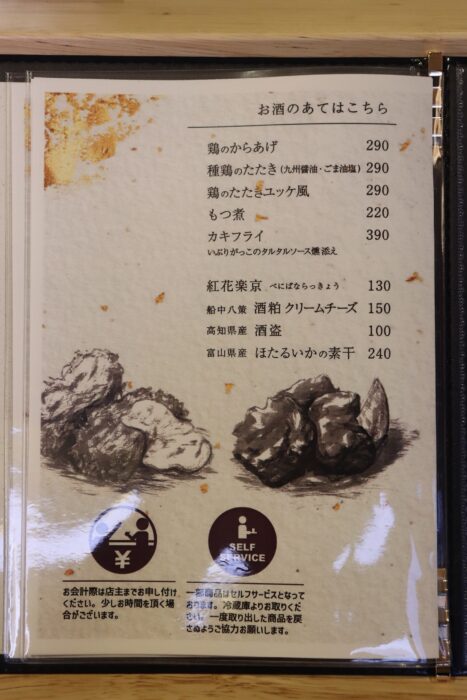 お酒のあてはこちら
鶏のからあげ 290
種鶏のたたき(九州醤油・ごま油塩) 290
鶏のたたきユッケ風 290
もつ煮 220
カキフライ 390
いぶりがっこのタルタルソース燻添え
紅花楽京 べにばならっきょう 130
船中八策 酒粕クリームチーズ 150
高知県産 酒盗 100
富山県産 ほたるいかの素干 240
¥
SELF
SERVICE
お会計際は店主までお申し付け
ください。少しお時間を頂く場
合がございます。
一部商品はセルフサービスとなって
おります。冷蔵庫よりお取りくださ
い。一度取り出した商品を戻
さぬようご協力お願いします。